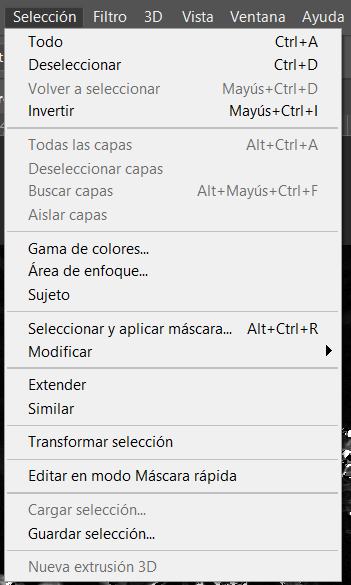 Selección Filtro 3D Vista Ventana Ayuda
Todo Ctrl+A
Deseleccionar Ctrl+D
Volver a seleccionar Mayús+Ctrl+D
Invertir Mayús+Ctrl+I
Todas las capas Alt+Ctrl+A
Deseleccionar capas
Buscar capas Alt+Mayús+Ctrl+F
Aislar capas
Gama de colores...
Área de enfoque...
Sujeto
Seleccionar y aplicar máscara... Alt+Ctrl+R
Modificar
Extender
Similar
Transformar selección
Editar en modo Máscara rápida
Cargar selección...
Guardar selección...
Nueva extrusión 3D